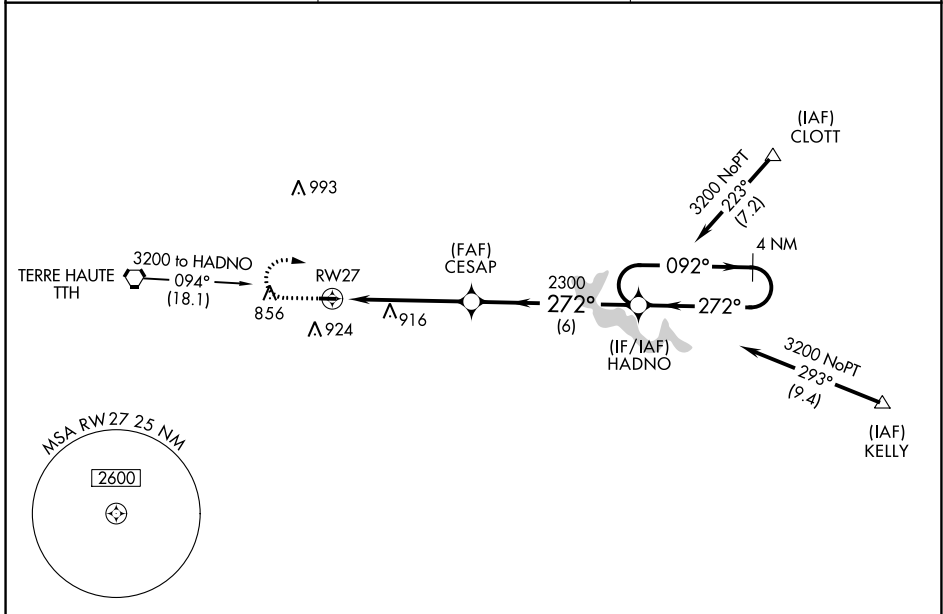 (IAF)
CLOTT
3200 NoPT
223°
(7.2)
993
4 NM
(FAF)
CESAP
3200 to HADNO
TERRE HAUTE
TTH
094°
(18.1)
RW27
092°
2300
272°
(6)
272°
856
924
916
(IF/IAF)
HADNO
3200 NoPT
293°
(9.4)
(IAF)
KELLY
MSA RW27 25 NM
2600